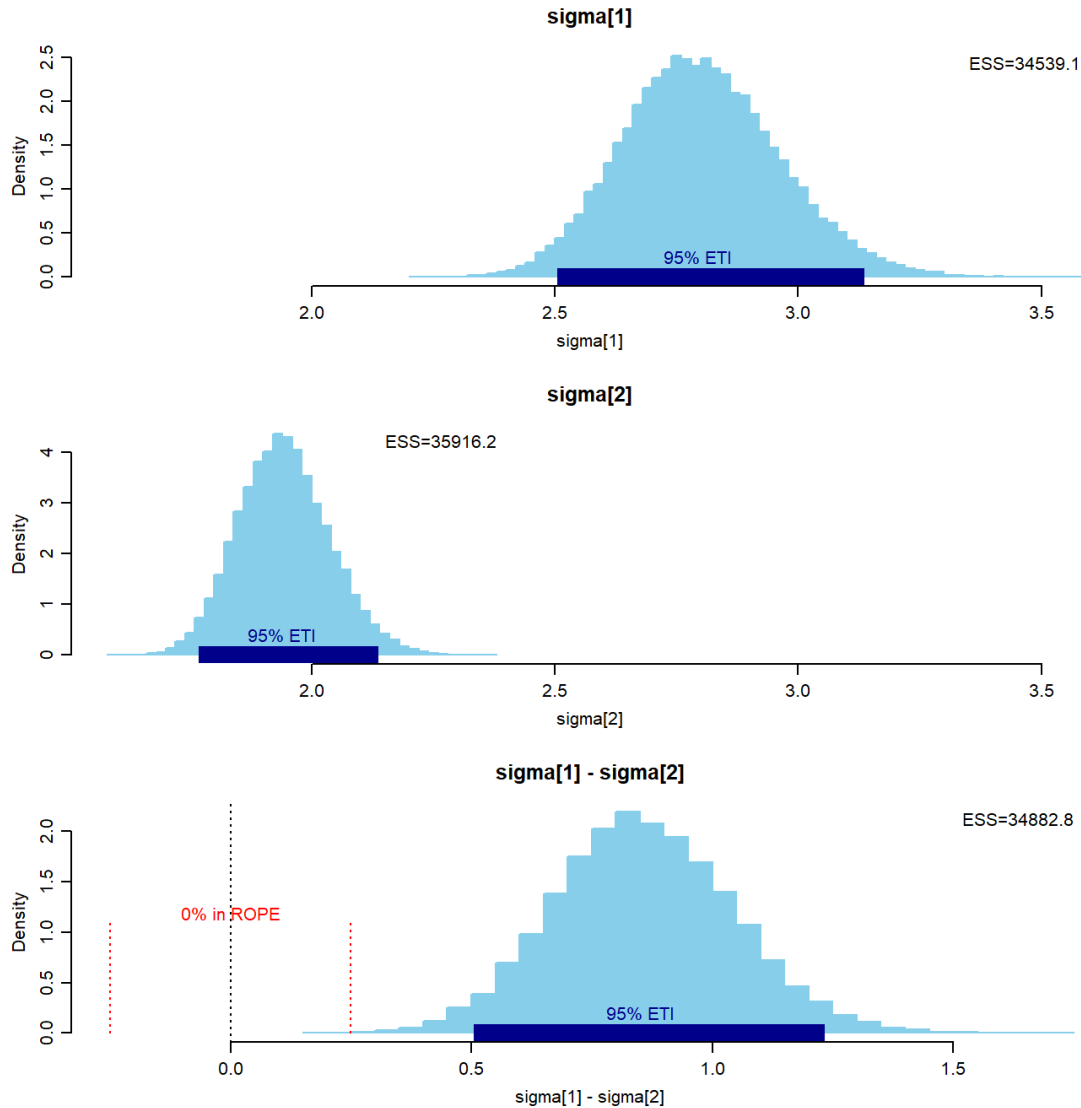 sigma[1]
ESS=34539.1
Density
0.0 0.5 1.0 1.5 2.0 2.5
95% ETI
2.0 2.5 3.0 3.5
sigma[1]
sigma[2]
ESS=35916.2
Density
0 1 2 3 4
95% ETI
2.0 2.5 3.0 3.5
sigma[2]
sigma[1] - sigma[2]
ESS=34882.8
Density
0.0 0.5 1.0 1.5 2.0
0% in ROPE
95% ETI
0.0 0.5 1.0 1.5
sigma[1] - sigma[2]